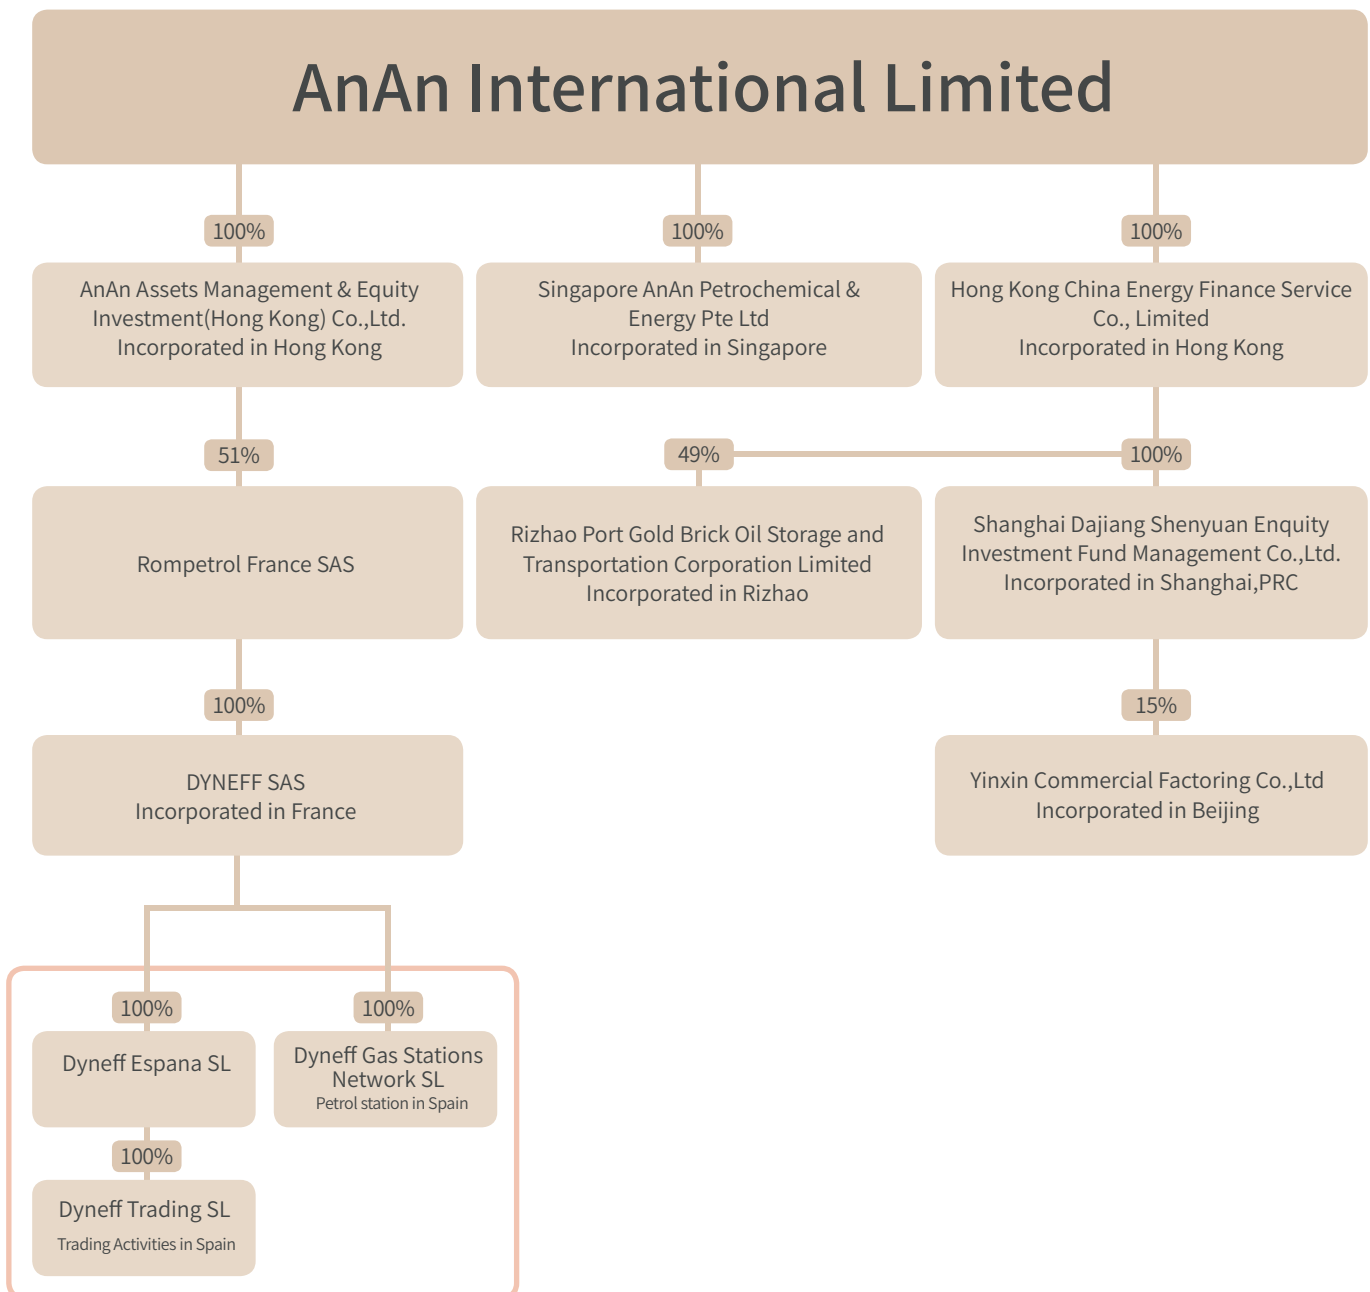 AnAn International Limited
100%
100%
100%
AnAn Assets Management & Equity
Investment(Hong Kong) Co.,Ltd.
Incorporated in Hong Kong
Singapore AnAn Petrochemical &
Energy Pte Ltd
Incorporated in Singapore
Hong Kong China Energy Finance Service
Co., Limited
Incorporated in Hong Kong
51%
49%
100%
Rompetrol France SAS
Rizhao Port Gold Brick Oil Storage and
Transportation Corporation Limited
Incorporated in Rizhao
Shanghai Dajiang Shenyuan Enquity
Investment Fund Management Co.,Ltd.
Incorporated in Shanghai,PRC
100%
15%
DYNEFF SAS
Incorporated in France
Yinxin Commercial Factoring Co.,Ltd
Incorporated in Beijing
100%
100%
Dyneff Espana SL
Dyneff Gas Stations
Network SL
Petrol station in Spain
100%
Dyneff Trading SL
Trading Activities in Spain